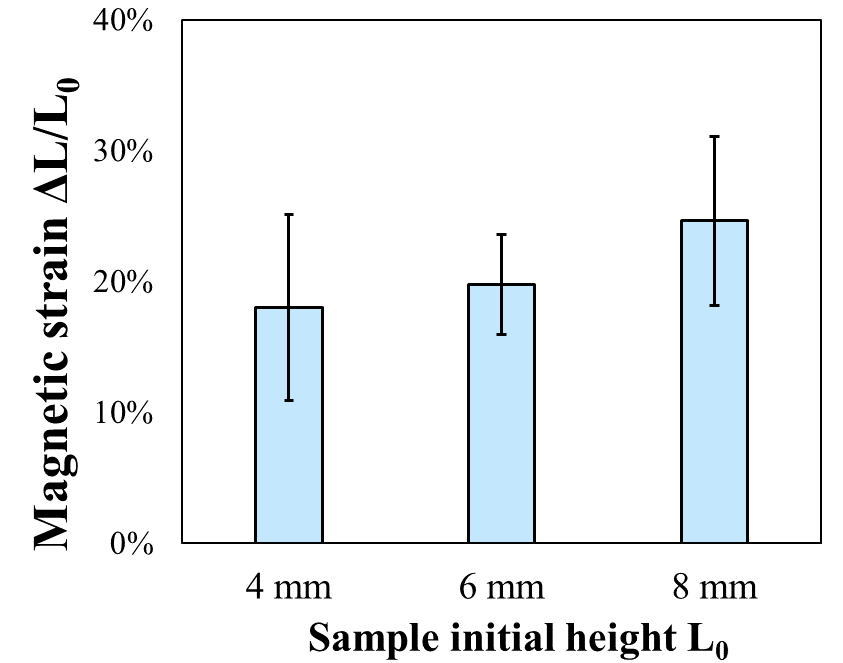 40%
30%
20%
10%
0%
Magnetic strain ΔL/L₀
4 mm 6 mm 8 mm
Sample initial height L₀